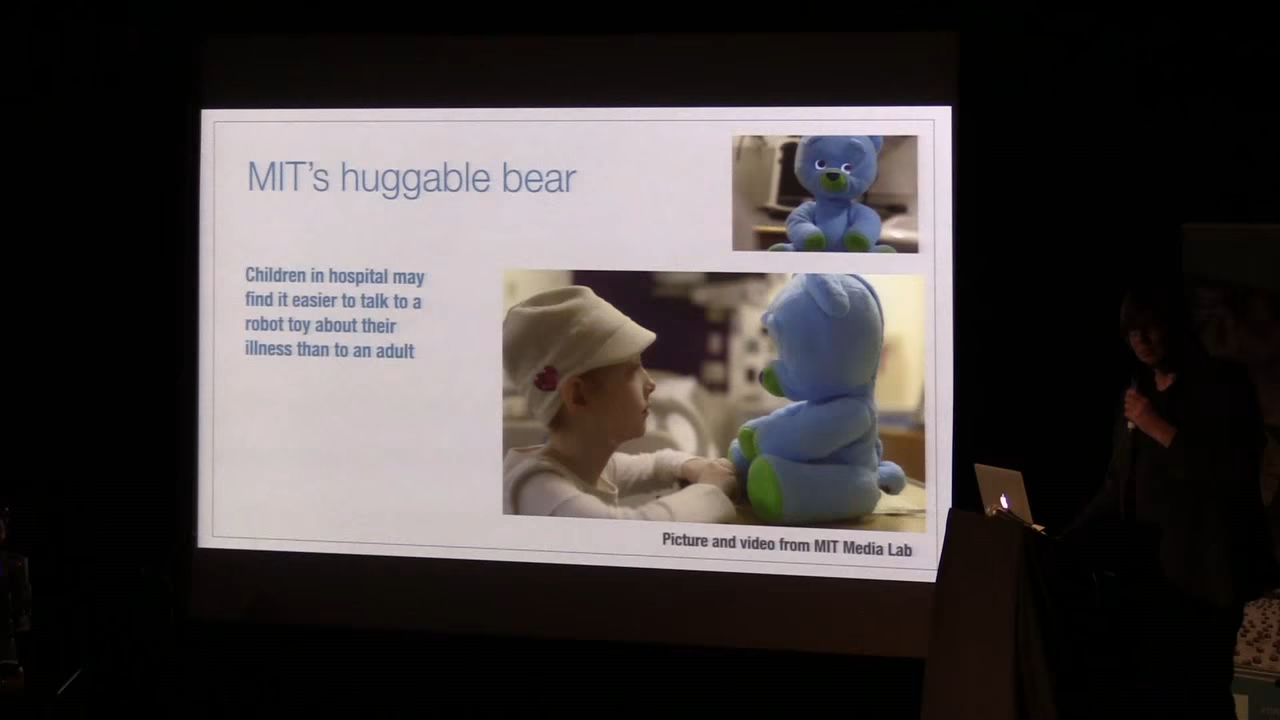 MIT's huggable bear
Children in hospital may
find it easier to talk to a
robot toy about their
illness than to an adult
Picture and video from MIT Media Lab